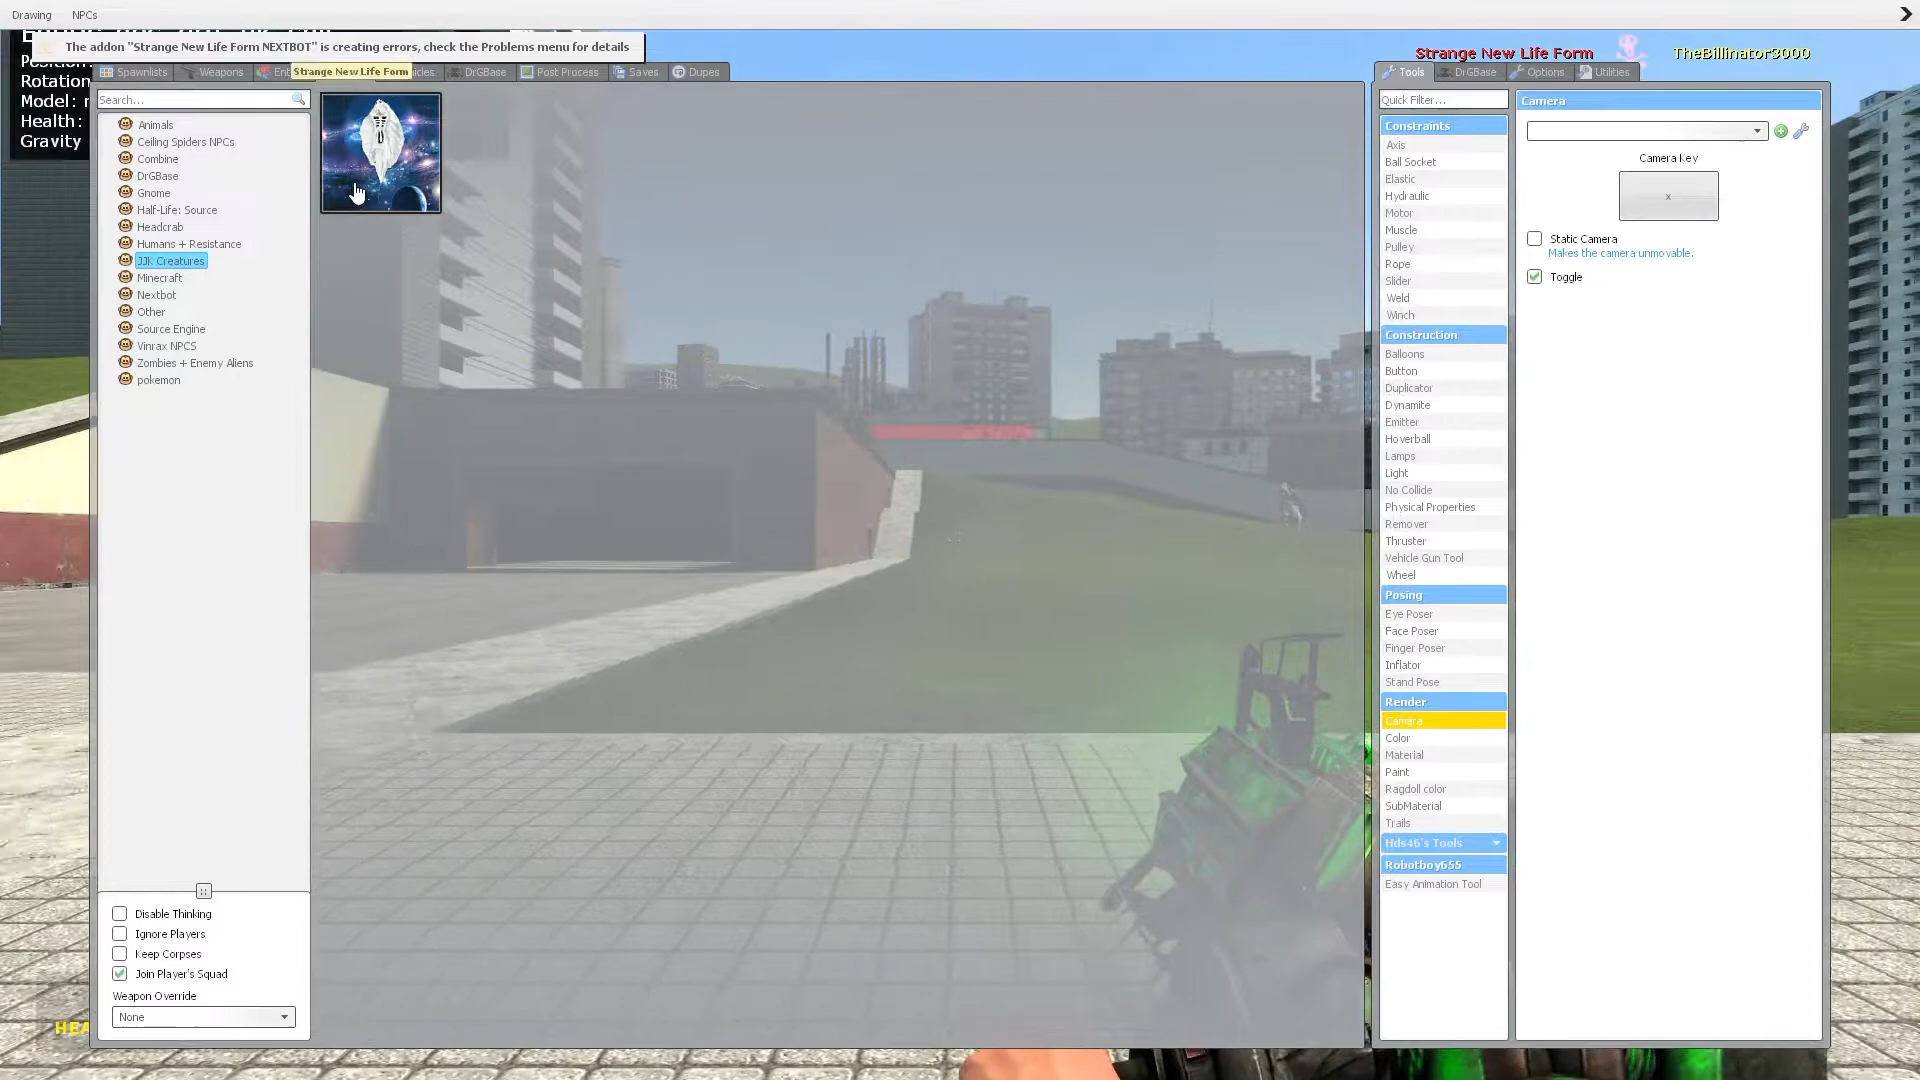 Drawing
NPCs
The addon "Strange New Life Form NEXTBOT" is creating errors, check the Problems menu for details
Rotation
Model:
Health:
Gravity
Spawnlists
Weapons
Strange New Life Form
DrGBase
Post Process
Saves
Dupes
Search...
Animals
Ceiling Spiders NPCs
Combine
DrGBase
Gnome
Half-Life: Source
Headcrab
Humans + Resistance
JJK Creatures
Minecraft
Nextbot
Other
Source Engine
Vinrax NPCS
Zombies + Enemy Aliens
pokemon
Disable Thinking
Ignore Players
Keep Corpses
Join Player's Squad
Weapon Override
None
Strange New Life Form
TheBillinator3000
Tools
DrGBase
Options
Utilities
Quick Filter...
Constraints
Axis
Ball Socket
Elastic
Hydraulic
Motor
Muscle
Pulley
Rope
Slider
Weld
Winch
Construction
Balloons
Button
Duplicator
Dynamite
Emitter
Hoverball
Lamps
Light
No Collide
Physical Properties
Remover
Thruster
Vehicle Gun Tool
Wheel
Posing
Eye Poser
Face Poser
Finger Poser
Inflator
Stand Pose
Render
Camera
Color
Material
Paint
Ragdoll color
SubMaterial
Trails
Hds46's Tools
Robotboy655
Easy Animation Tool
Camera
Camera Key
x
Static Camera
Makes the camera unmovable.
Toggle